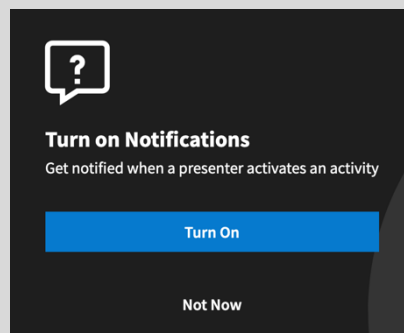 ?
Turn on Notifications
Get notified when a presenter activates an activity
Turn On
Not Now